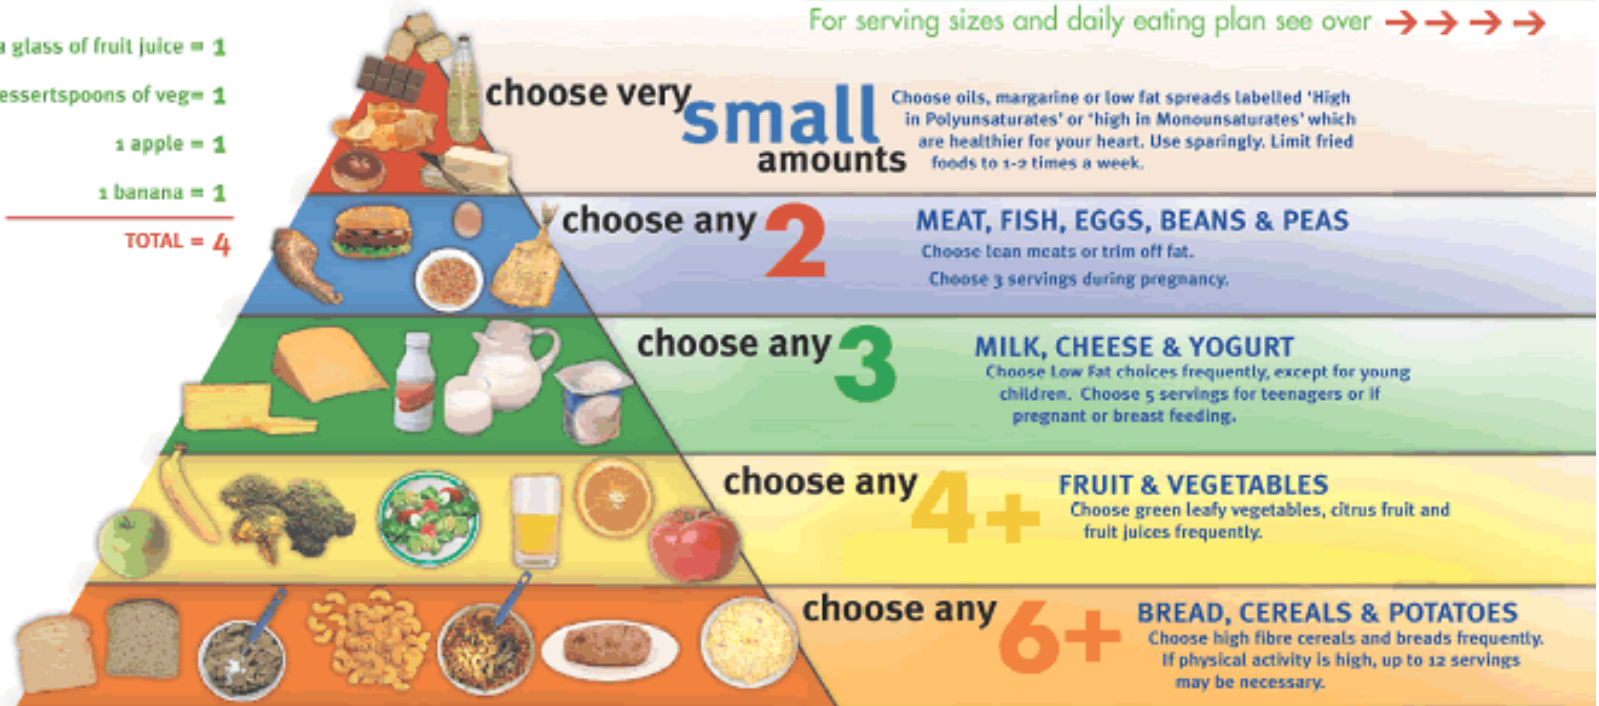 For serving sizes and daily eating plan see over
a glass of fruit juice = 1
essertspoons of veg= 1
1 apple = 1
1 banana = 1
TOTAL = 4
choose very
small
amounts
Choose oils, margarine or low fat spreads labelled 'High
in Polyunsaturates' or 'high in Monounsaturates' which
are healthier for your heart. Use sparingly. Limit fried
foods to 1-2 times a week.
choose any 2
MEAT, FISH, EGGS, BEANS & PEAS
Choose lean meats or trim off fat.
Choose 3 servings during pregnancy.
choose any 3
MILK, CHEESE & YOGURT
Choose Low Fat choices frequently, except for young
children. Choose 5 servings for teenagers or if
pregnant or breast feeding.
choose any 4+
FRUIT & VEGETABLES
Choose green leafy vegetables, citrus fruit and
fruit juices frequently.
choose any 6+
BREAD, CEREALS & POTATOES
Choose high fibre cereals and breads frequently.
If physical activity is high, up to 12 servings
may be necessary.